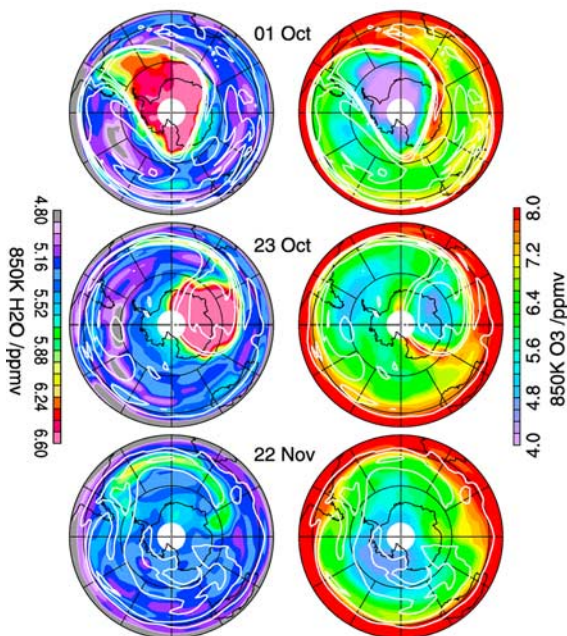 01 Oct
4.80 5.16 5.52 5.88 6.24 6.60
850K H2O /ppmv
8.0 7.2 6.4 5.6 4.8 4.0
850K O3 /ppmv
23 Oct
22 Nov